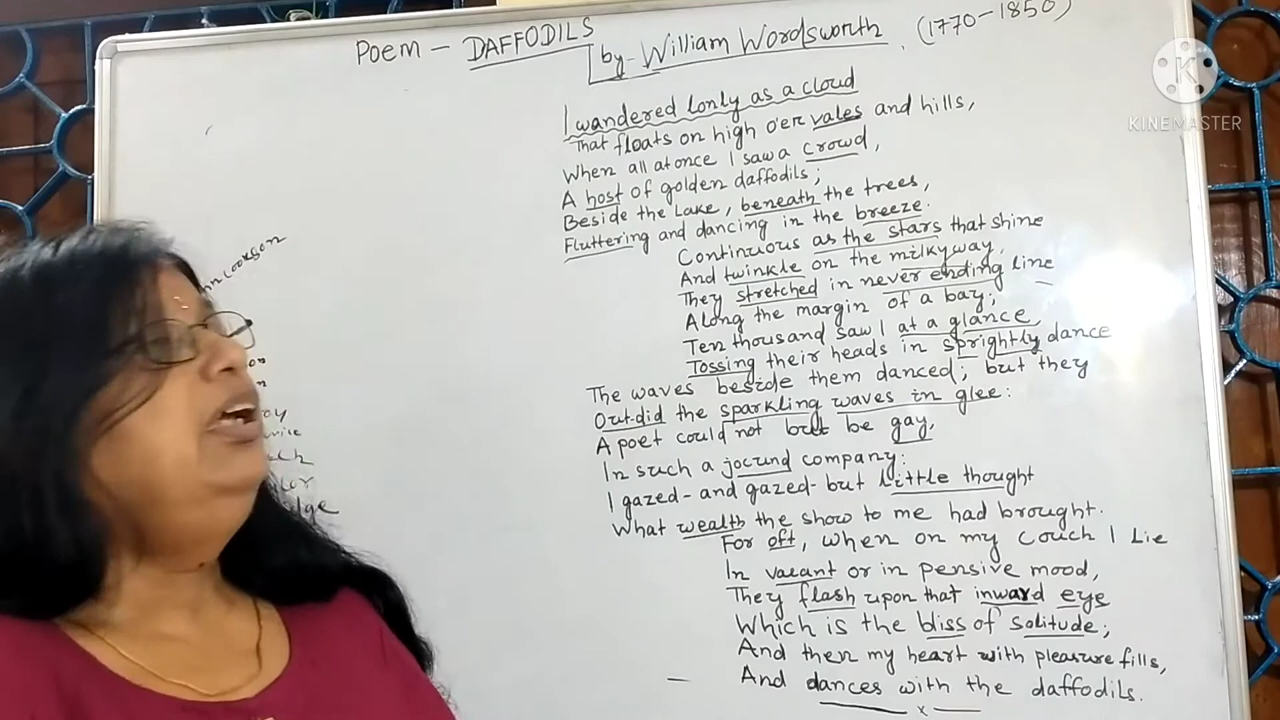 Poem - DAFFODILS
by - William Wordsworth (1770-1850)
I wandered lonly as a cloud
That floats on high o'er vales and hills,
When all at once I saw a crowd,
A host of golden daffodils;
Beside the Lake, beneath the trees,
Fluttering and dancing in the breeze.
Continuous as the stars that shine
And twinkle on the milkyway,
They stretched in never ending line
Along the margin of a bay;
Ten thousand saw I at a glance,
Tossing their heads in sprightly dance
The waves beside them danced; but they
Out-did the sparkling waves in glee:
A poet could not but be gay,
In such a jocund company:
I gazed- and gazed- but little thought
What wealth the show to me had brought.
For oft, when on my couch I Lie
In vacant or in pensive mood,
They flash upon that inward eye
Which is the bliss of solitude;
And then my heart with pleasure fills,
And dances with the daffodils.
x
K
KINEMASTER